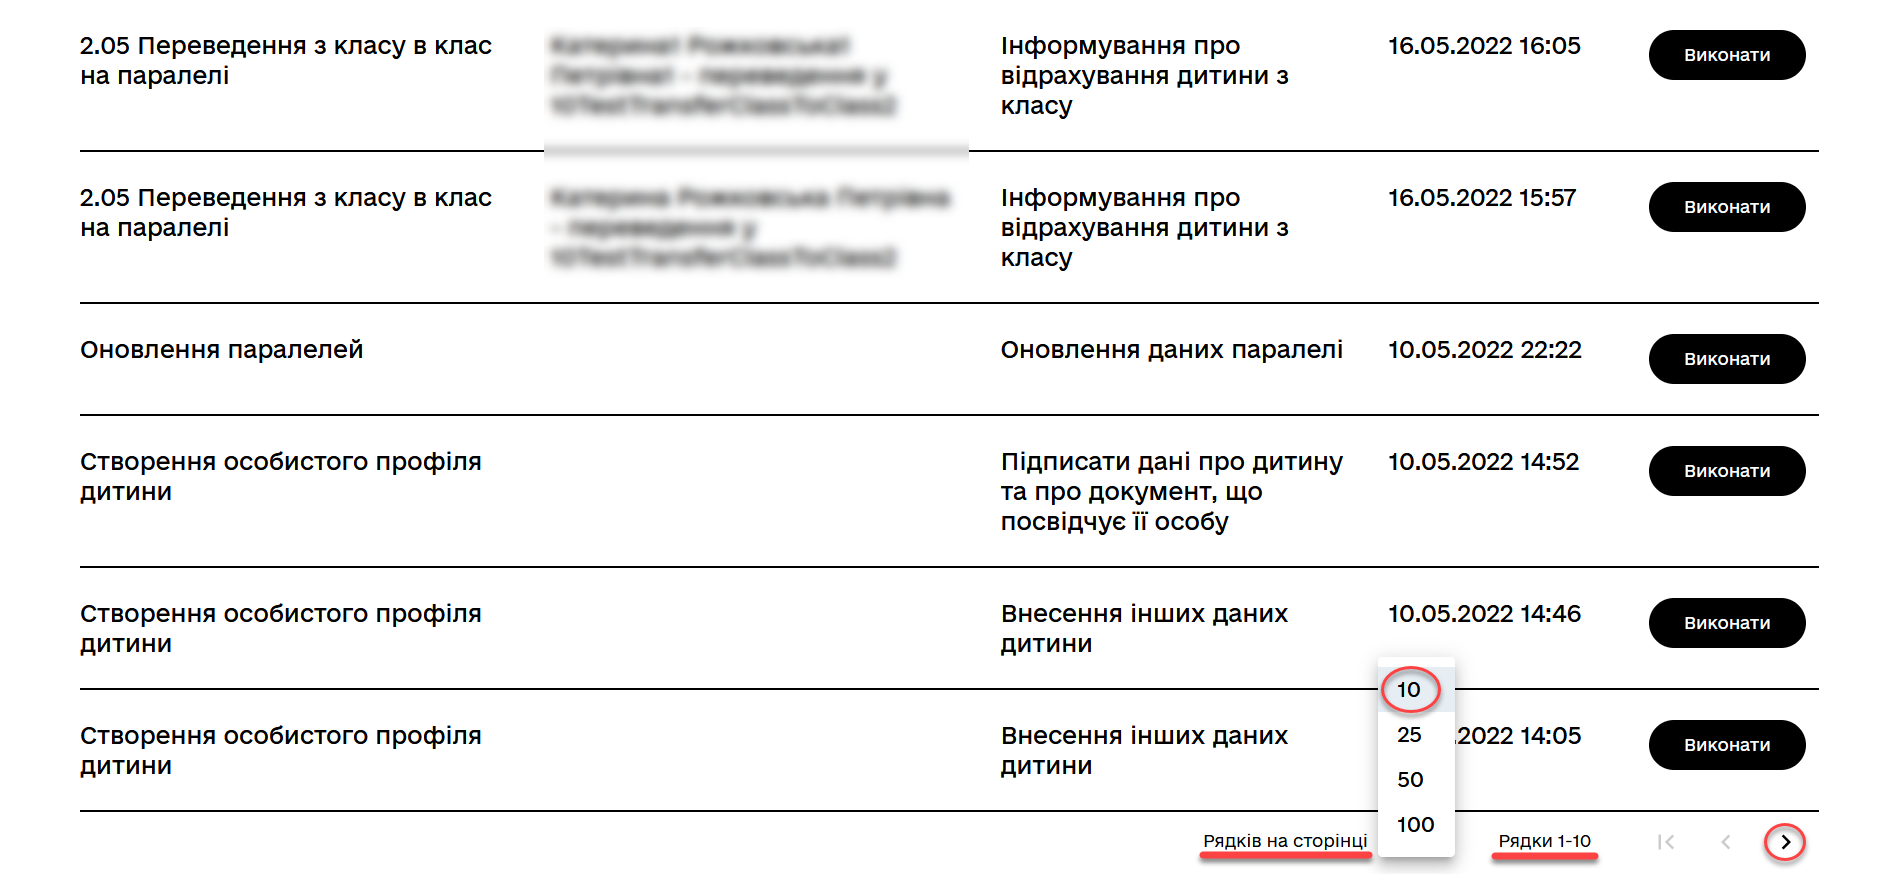 2.05 Переведення з класу в клас
на паралелі
Інформування про
відрахування дитини з
класу
16.05.2022 16:05
Виконати
2.05 Переведення з класу в клас
на паралелі
Інформування про
відрахування дитини з
класу
16.05.2022 15:57
Виконати
Оновлення паралелей
Оновлення даних паралелі
10.05.2022 22:22
Виконати
Створення особистого профіля
дитини
Підписати дані про дитину
та про документ, що
посвідчує її особу
10.05.2022 14:52
Виконати
Створення особистого профіля
дитини
Внесення інших даних
дитини
10.05.2022 14:46
Виконати
Створення особистого профіля
дитини
Внесення інших даних
дитини
.2022 14:05
Виконати
10
25
50
100
Рядків на сторінці
Рядки 1-10